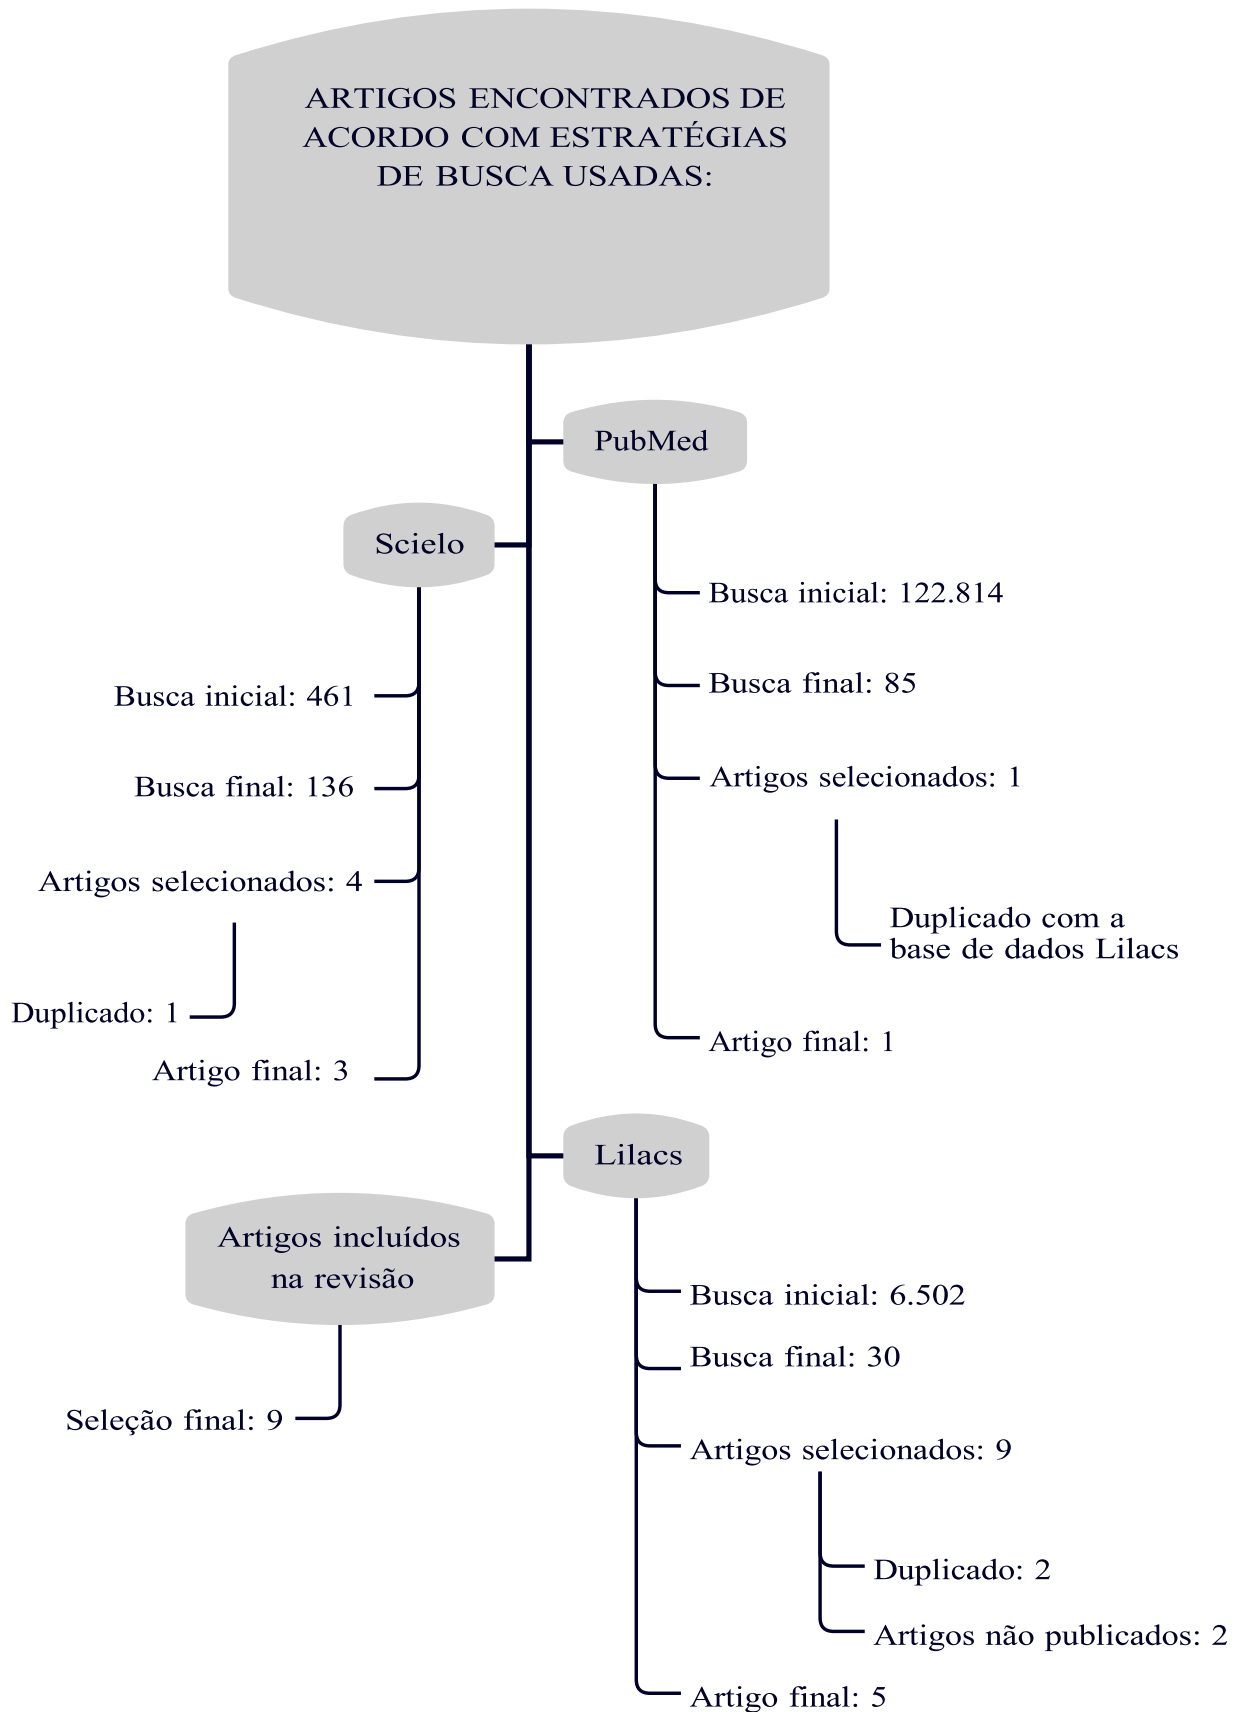 ARTIGOS ENCONTRADOS DE
ACORDO COM ESTRATÉGIAS
DE BUSCA USADAS:
PubMed
Busca inicial: 122.814
Busca final: 85
Artigos selecionados: 1
Duplicado com a
base de dados Lilacs
Artigo final: 1
Scielo
Busca inicial: 461
Busca final: 136
Artigos selecionados: 4
Duplicado: 1
Artigo final: 3
Lilacs
Busca inicial: 6.502
Busca final: 30
Artigos selecionados: 9
Duplicado: 2
Artigos não publicados: 2
Artigo final: 5
Artigos incluídos
na revisão
Seleção final: 9